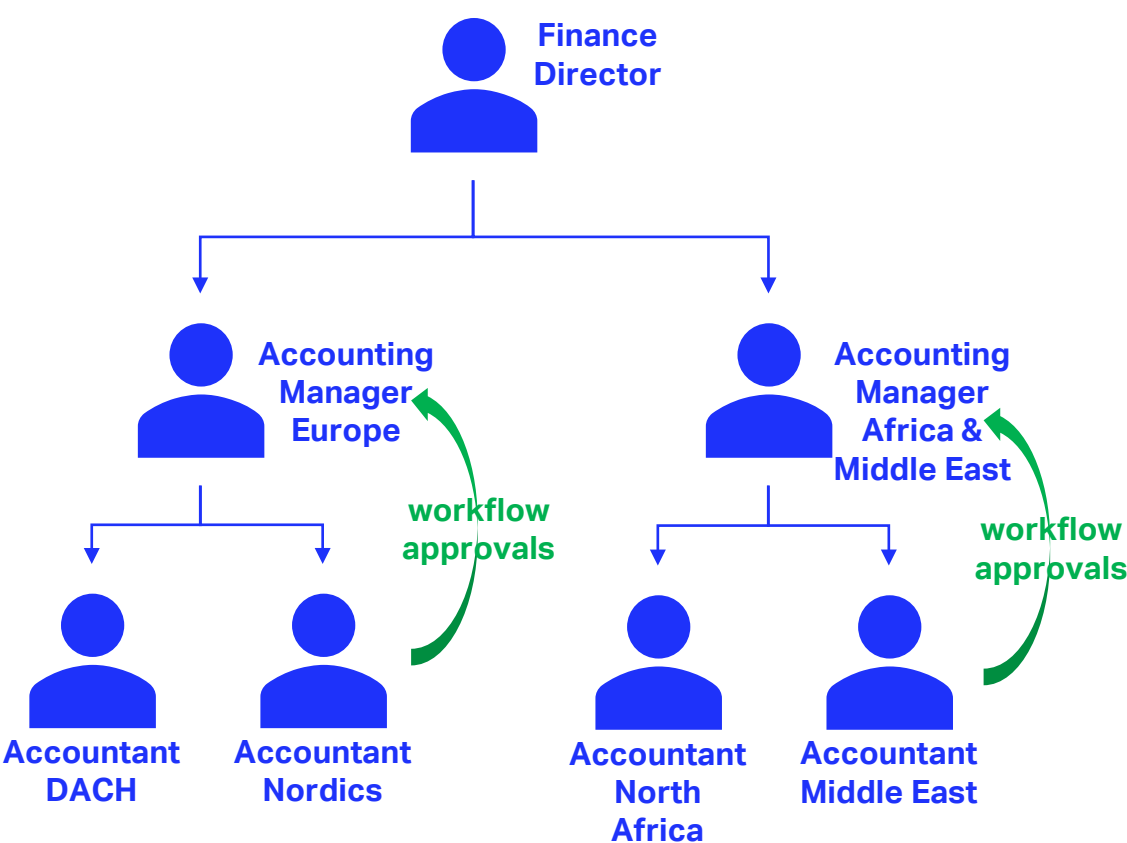 Finance
Director
Accounting
Manager
Europe
Accounting
Manager
Africa &
Middle East
workflow
approvals
workflow
approvals
Accountant
DACH
Accountant
Nordics
Accountant
North
Africa
Accountant
Middle East